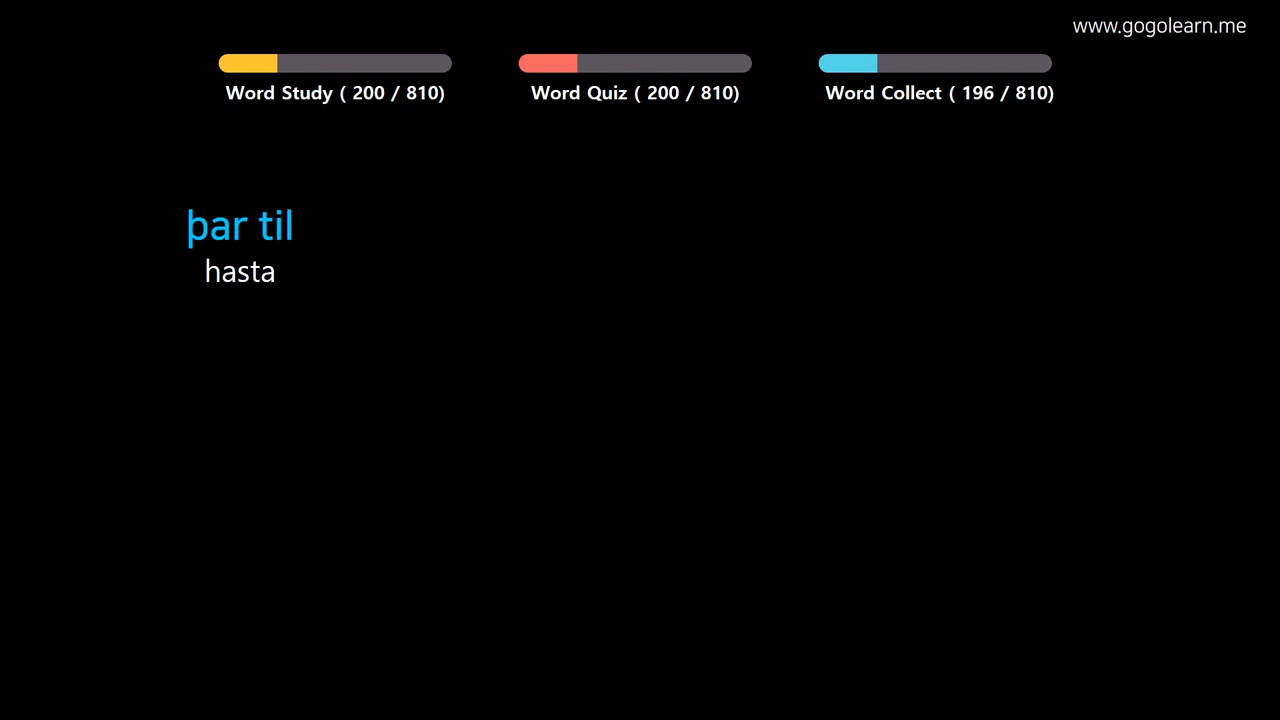 www.gogolearn.me
Word Study ( 200 / 810)
Word Quiz ( 200 / 810)
Word Collect ( 196 / 810)
þar til
hasta